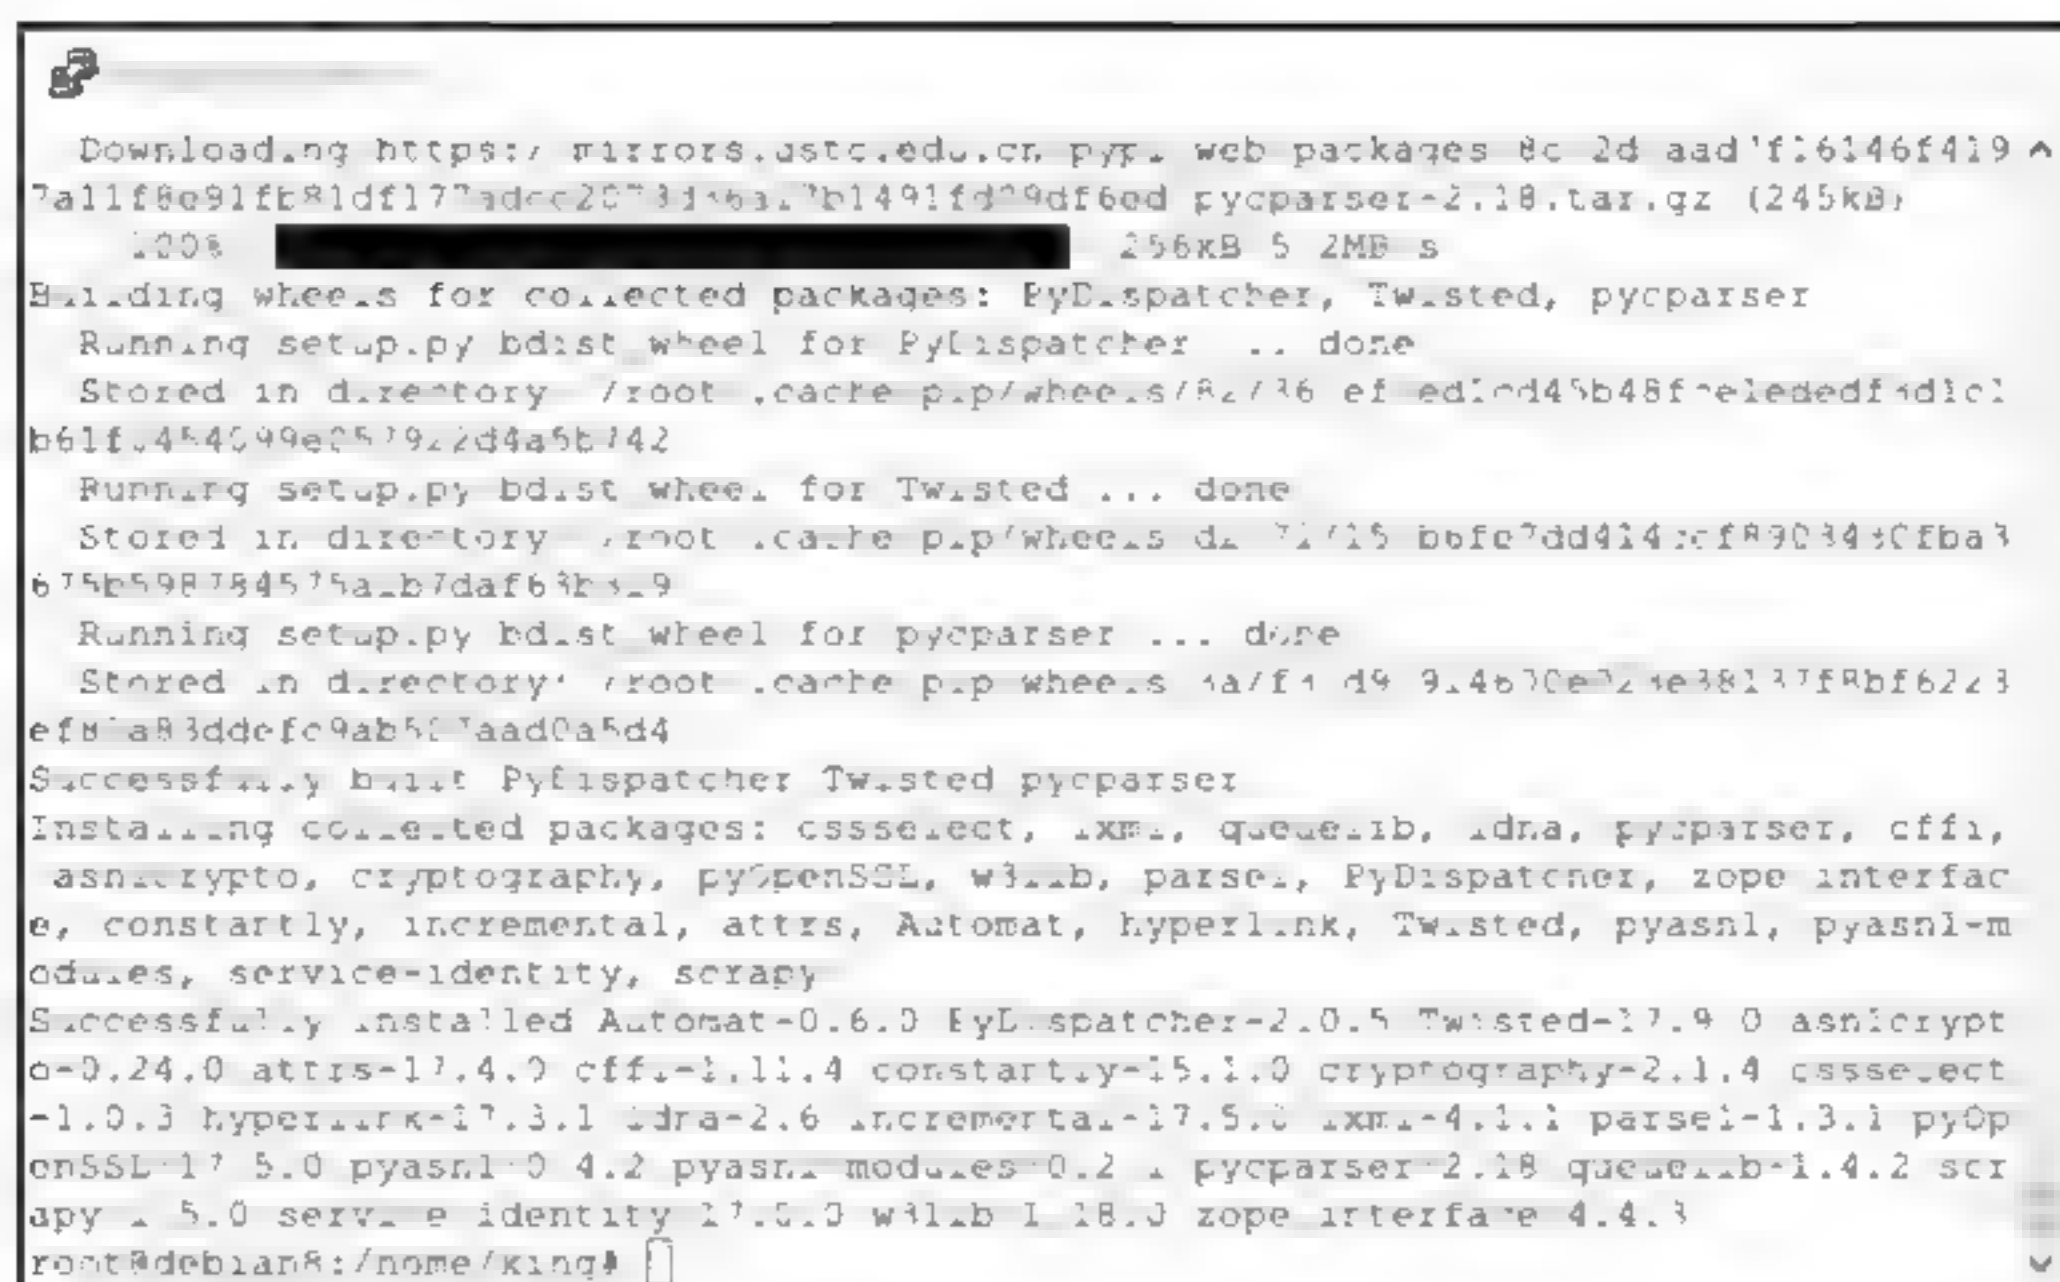 Downloading https://mirrors.ustc.edu.cn/pypi/web/packages/8c/2d/
pycparser-2.18.tar.gz (245kB)
100% 256kB 5.2MB/s
Building wheels for collected packages: PyDispatcher, Twisted, pycparser
Running setup.py bdist_wheel for PyDispatcher ... done
Stored in directory: /root/.cache/pip/wheels/
Running setup.py bdist_wheel for Twisted ... done
Stored in directory: /root/.cache/pip/wheels/
Running setup.py bdist_wheel for pycparser ... done
Stored in directory: /root/.cache/pip/wheels/
Successfully built PyDispatcher Twisted pycparser
Installing collected packages: cssselect, lxml, queuelib, idna, pycparser, cffi,
asn1crypto, cryptography, pyOpenSSL, w3lib, parsel, PyDispatcher, zope.interfac
e, constantly, incremental, attrs, Automat, hyperlink, Twisted, pyasn1, pyasn1-m
odules, service-identity, scrapy
Successfully installed Automat-0.6.0 PyDispatcher-2.0.5 Twisted-17.9.0 asn1crypt
o-0.24.0 attrs-17.4.0 cffi-1.11.4 constantly-15.1.0 cryptography-2.1.4 cssselect
-1.0.3 hyperlink-17.3.1 idna-2.6 incremental-17.5.0 lxml-4.1.1 parsel-1.3.1 pyOp
enSSL-17.5.0 pyasn1-0.4.2 pyasn1-modules-0.2.1 pycparser-2.18 queuelib-1.4.2 scr
apy-1.5.0 service-identity-17.0.0 w3lib-1.18.0 zope.interface-4.4.3
root@debian8:/home/king#